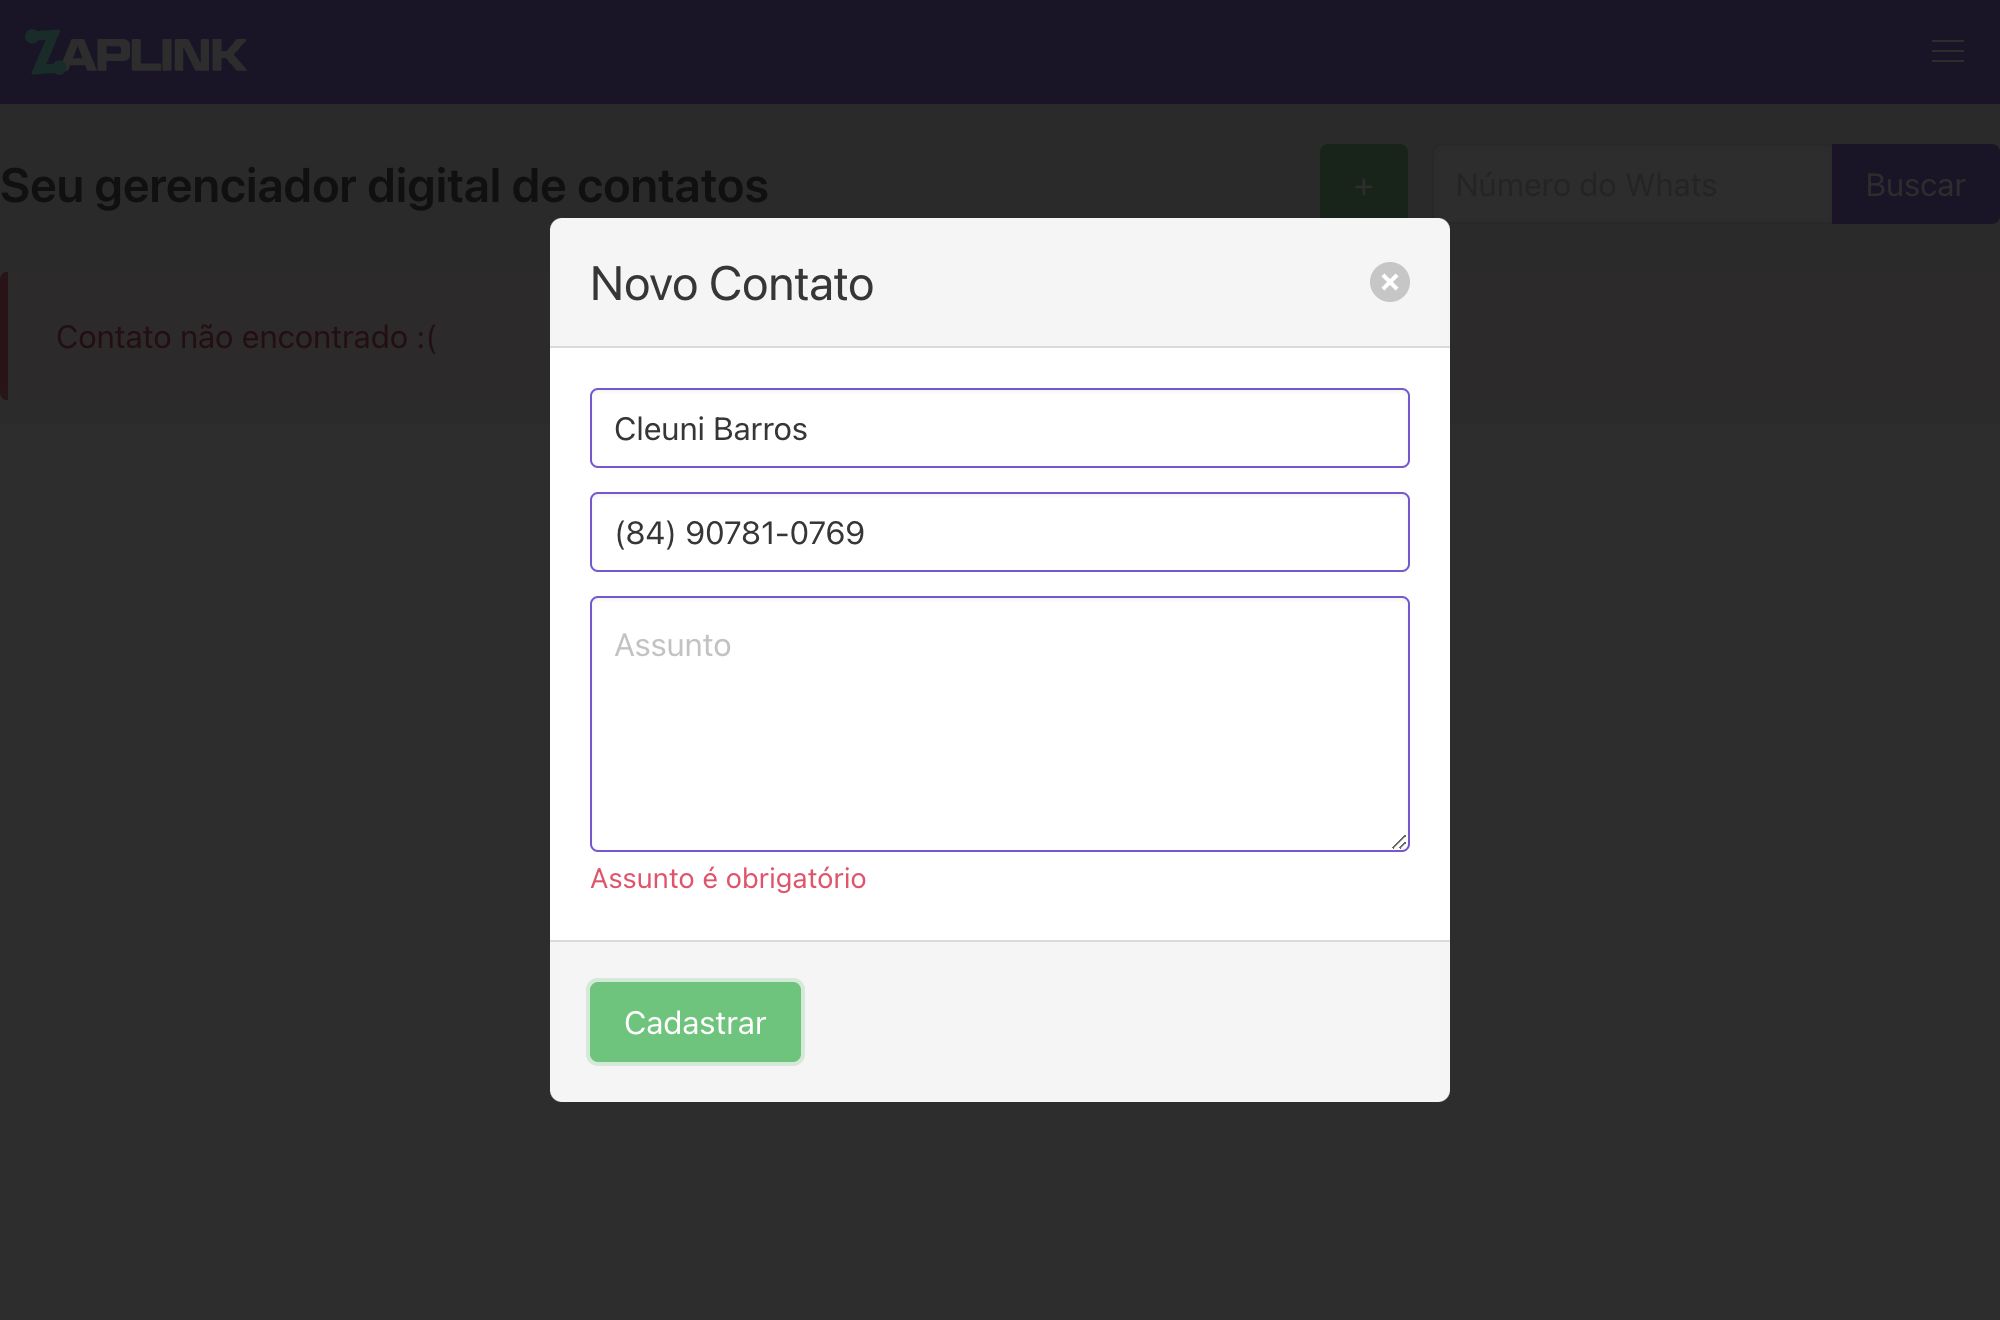 ZAPLINK
Seu gerenciador digital de contatos
+
Número do Whats
Buscar
Contato não encontrado :(
Novo Contato
Cleuni Barros
(84) 90781-0769
Assunto
Assunto é obrigatório
Cadastrar